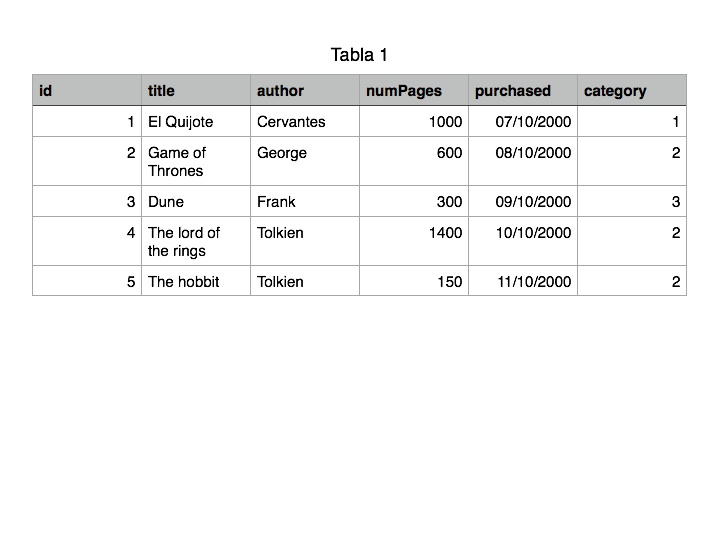 Tabla 1
id title author numPages purchased category
1 El Quijote Cervantes 1000 07/10/2000 1
2 Game of George 600 08/10/2000 2
Thrones
3 Dune Frank 300 09/10/2000 3
4 The lord of Tolkien 1400 10/10/2000 2
the rings
5 The hobbit Tolkien 150 11/10/2000 2